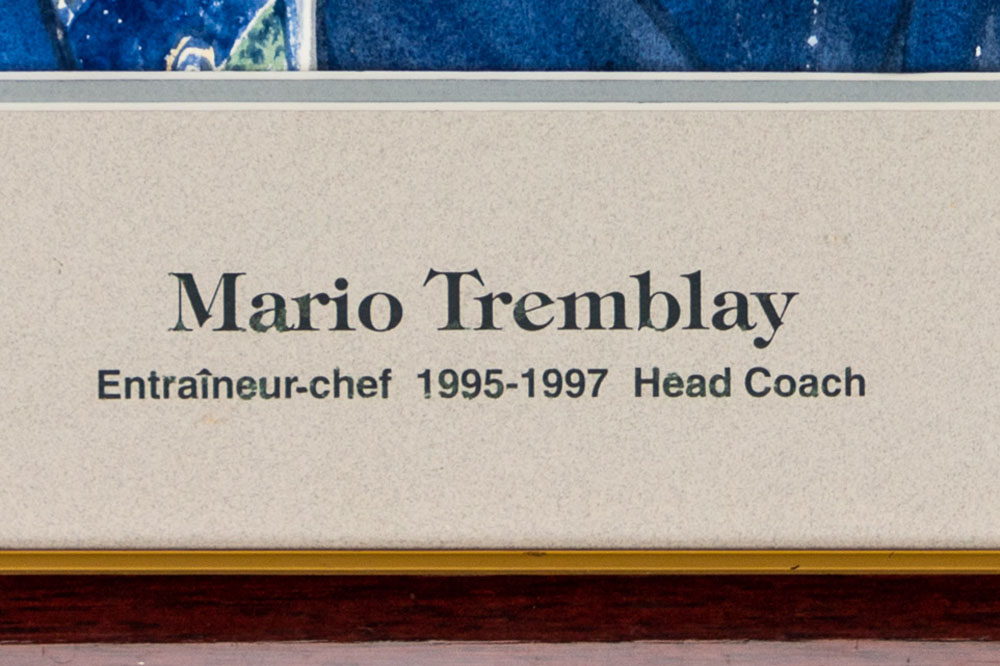 Mario Tremblay
Entraîneur-chef 1995-1997 Head Coach